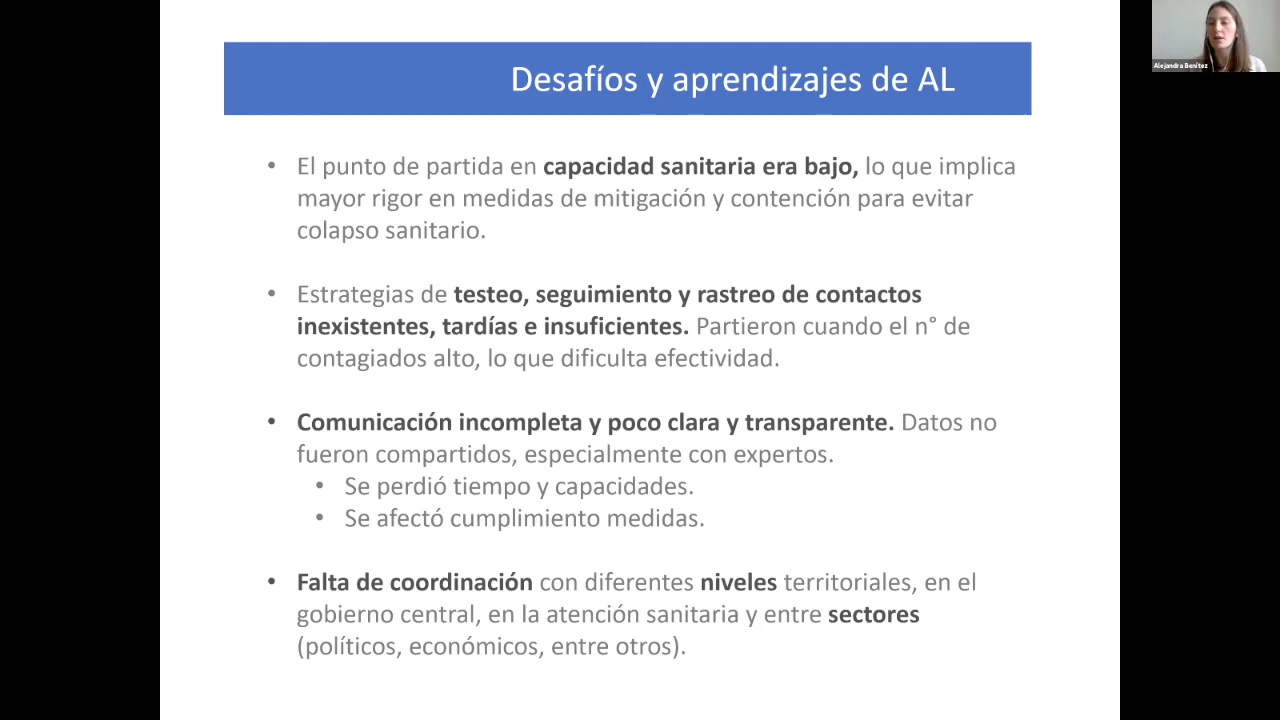 Desafíos y aprendizajes de AL
Alejandra Benítez
• El punto de partida en capacidad sanitaria era bajo, lo que implica
mayor rigor en medidas de mitigación y contención para evitar
colapso sanitario.
• Estrategias de testeo, seguimiento y rastreo de contactos
inexistentes, tardías e insuficientes. Partieron cuando el n° de
contagiados alto, lo que dificulta efectividad.
• Comunicación incompleta y poco clara y transparente. Datos no
fueron compartidos, especialmente con expertos.
• Se perdió tiempo y capacidades.
• Se afectó cumplimiento medidas.
• Falta de coordinación con diferentes niveles territoriales, en el
gobierno central, en la atención sanitaria y entre sectores
(políticos, económicos, entre otros).